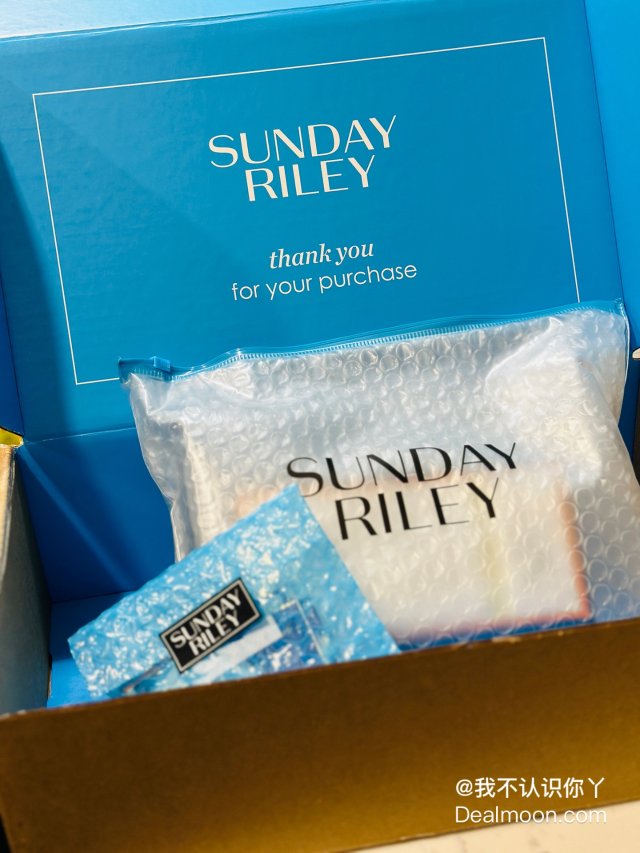 SUNDAY
RILEY
thank you
for your purchase
SUNDAY
RILEY
SUNDAY
RILEY
@我不认识你丫
Dealmoon.com